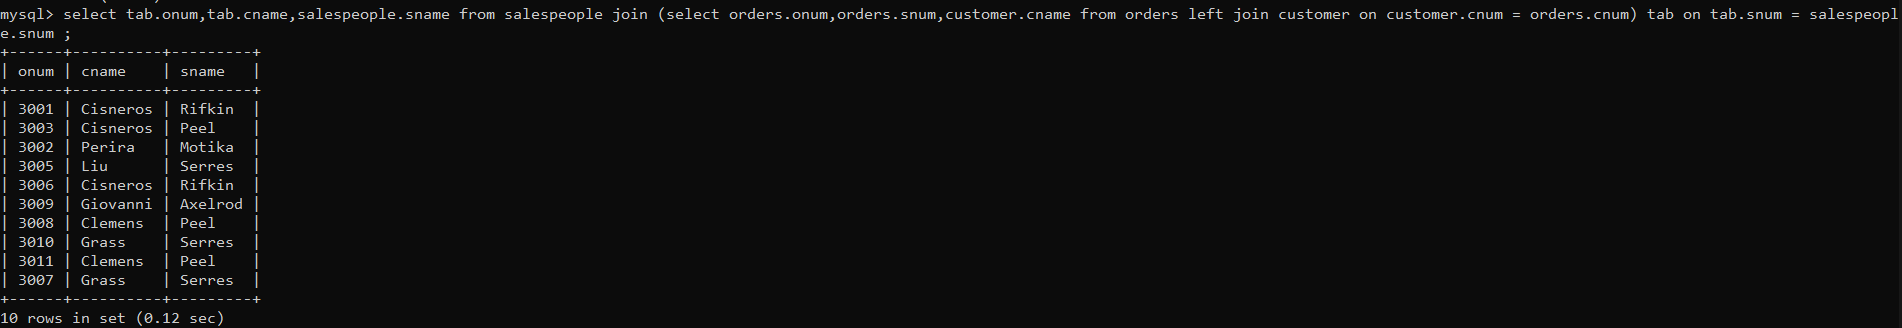 mysql> select tab.onum,tab.cname,salespeople.sname from salespeople join (select orders.onum,orders.snum,customer.cname from orders left join customer on customer.cnum = orders.cnum) tab on tab.snum = salespeopl
e.snum ;
+------+----------+---------+
| onum | cname    | sname   |
+------+----------+---------+
| 3001 | Cisneros | Rifkin  |
| 3003 | Cisneros | Peel    |
| 3002 | Perira   | Motika  |
| 3005 | Liu      | Serres  |
| 3006 | Cisneros | Rifkin  |
| 3009 | Giovanni | Axelrod |
| 3008 | Clemens  | Peel    |
| 3010 | Grass    | Serres  |
| 3011 | Clemens  | Peel    |
| 3007 | Grass    | Serres  |
+------+----------+---------+
10 rows in set (0.12 sec)